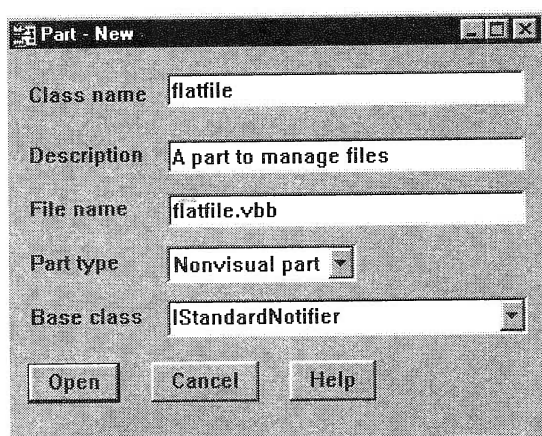 Part - New
Class name flatfile
Description A part to manage files
File name flatfile.vbb
Part type Nonvisual part
Base class IStandardNotifier
Open Cancel Help